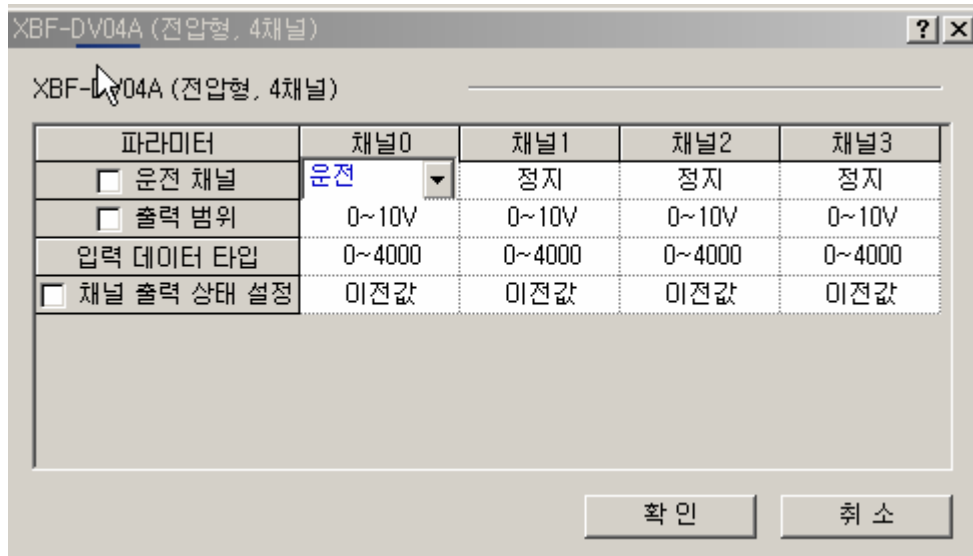 XBF-DV04A (전압형, 4채널)
XBF-DV04A (전압형, 4채널)
파라미터 채널0 채널1 채널2 채널3
운전 채널 운전 정지 정지 정지
출력 범위 0~10V 0~10V 0~10V 0~10V
입력 데이터 타입 0~4000 0~4000 0~4000 0~4000
채널 출력 상태 설정 이전값 이전값 이전값 이전값
확인 취소